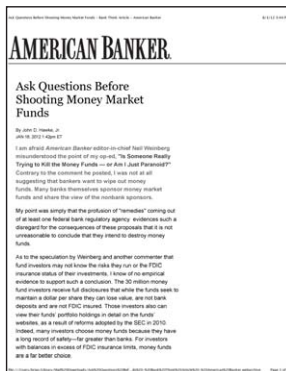 Ask Questions Before Shooting Money Market Funds - Bank Think Article - American Banker
AMERICAN BANKER.
Ask Questions Before
Shooting Money Market
Funds
By John D. Hawke, Jr.
JAN 19, 2012 1:40pm ET
I am afraid American Banker editor-in-chief Neil Weinberg
misunderstood the point of my op-ed, "Is Someone Really
Trying to Kill the Money Funds — or Am I Just Paranoid?"
Contrary to the comment he posted, I was not at all
suggesting that bankers want to wipe out money
funds. Many banks themselves sponsor money market
funds and share the view of the nonbank sponsors.
My point was simply that the profusion of "remedies" coming out
of at least one federal bank regulatory agency evidences such a
disregard for the consequences of these proposals that it is not
unreasonable to conclude that they intend to destroy money
funds.
As to the speculation by Weinberg and another commenter that
fund investors may not know the risks they run or the FDIC
insurance status of their investments, I know of no empirical
evidence to support such a conclusion. The 30 million money
fund investors receive full disclosures that while the funds seek to
maintain a dollar per share they can lose value, are not bank
deposits and are not FDIC insured. Those investors also can
view their funds' portfolio holdings in detail on the funds'
websites, as a result of reforms adopted by the SEC in 2010.
Indeed, many investors choose money funds because they have
a long record of safety—far greater than banks. For investors
with balances in excess of FDIC insurance limits, money funds
are a far better choice.